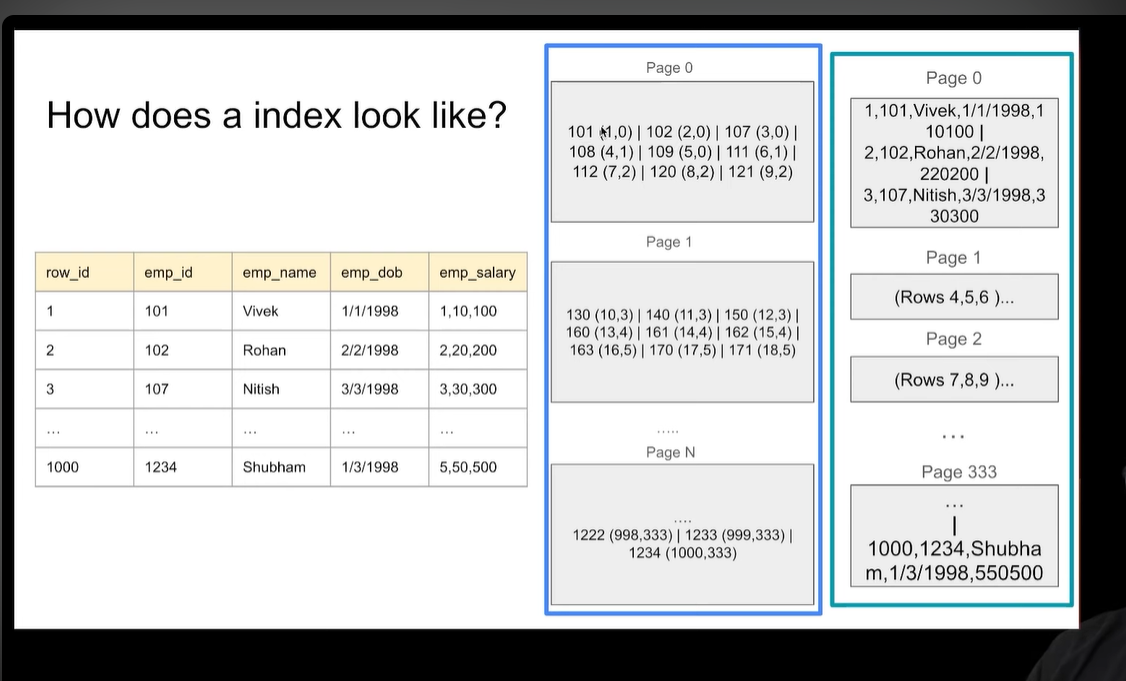 How does a index look like?
row_id emp_id emp_name emp_dob emp_salary
1 101 Vivek 1/1/1998 1,10,100
2 102 Rohan 2/2/1998 2,20,200
3 107 Nitish 3/3/1998 3,30,300
... ... ... ... ...
1000 1234 Shubham 1/3/1998 5,50,500
Page 0
101 (1,0) | 102 (2,0) | 107 (3,0) |
108 (4,1) | 109 (5,0) | 111 (6,1) |
112 (7,2) | 120 (8,2) | 121 (9,2)
Page 1
130 (10,3) | 140 (11,3) | 150 (12,3) |
160 (13,4) | 161 (14,4) | 162 (15,4) |
163 (16,5) | 170 (17,5) | 171 (18,5)
.....
Page N
....
1222 (998,333) | 1233 (999,333) |
1234 (1000,333)
Page 0
1,101,Vivek,1/1/1998,1
10100 |
2,102,Rohan,2/2/1998,
220200 |
3,107,Nitish,3/3/1998,3
30300
Page 1
(Rows 4,5,6 )...
Page 2
(Rows 7,8,9 )...
...
Page 333
...
|
1000,1234,Shubha
m,1/3/1998,550500